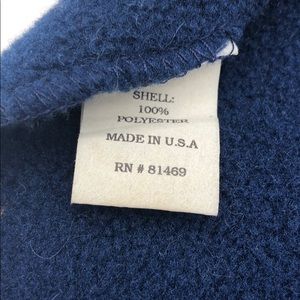 SHELL:
100%
POLYESTER
MADE IN U.S.A
RN # 81469